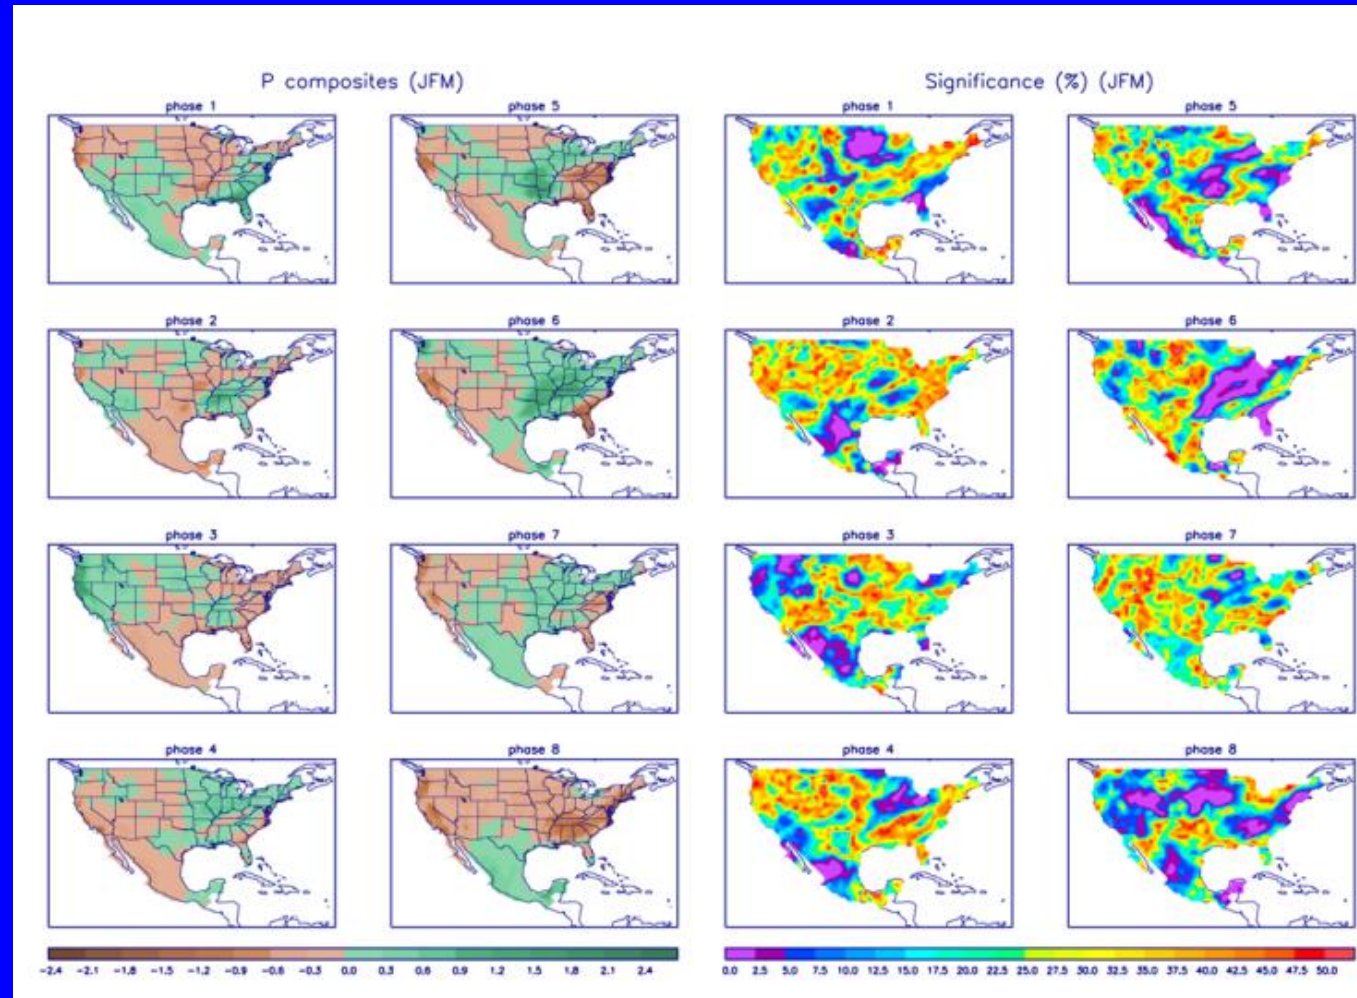 P composites (JFM)
Significance (%) (JFM)
phase 1
phase 5
phase 1
phase 5
phase 2
phase 6
phase 2
phase 6
phase 3
phase 7
phase 3
phase 7
phase 4
phase 8
phase 4
phase 8
-2.4 -2.1 -1.8 -1.5 -1.2 -0.9 -0.6 -0.3 0.0 0.3 0.6 0.9 1.2 1.5 1.8 2.1 2.4
0.0 2.5 5.0 7.5 10.0 12.5 15.0 17.5 20.0 22.5 25.0 27.5 30.0 32.5 35.0 37.5 40.0 42.5 45.0 47.5 50.0